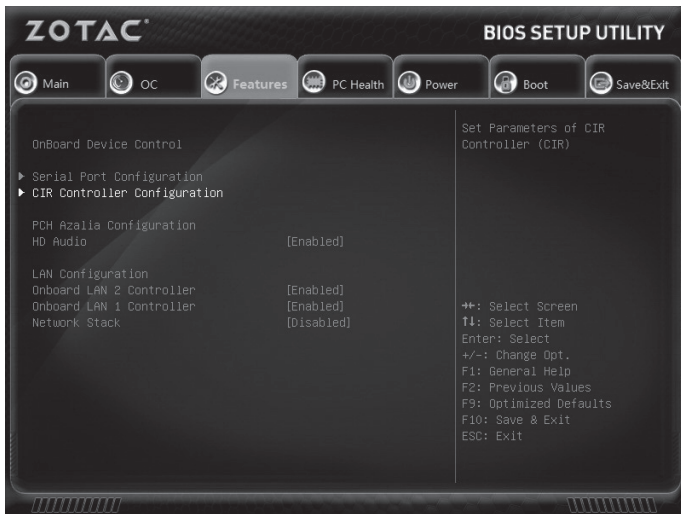 ZOTAC®
BIOS SETUP UTILITY
Main
OC
Features
PC Health
Power
Boot
Save&Exit
OnBoard Device Control
▶ Serial Port Configuration
▶ CIR Controller Configuration
PCH Azalia Configuration
HD Audio [Enabled]
LAN Configuration
Onboard LAN 2 Controller [Enabled]
Onboard LAN 1 Controller [Enabled]
Network Stack [Disabled]
Set Parameters of CIR
Controller (CIR)
→←: Select Screen
↑↓: Select Item
Enter: Select
+/-: Change Opt.
F1: General Help
F2: Previous Values
F9: Optimized Defaults
F10: Save & Exit
ESC: Exit